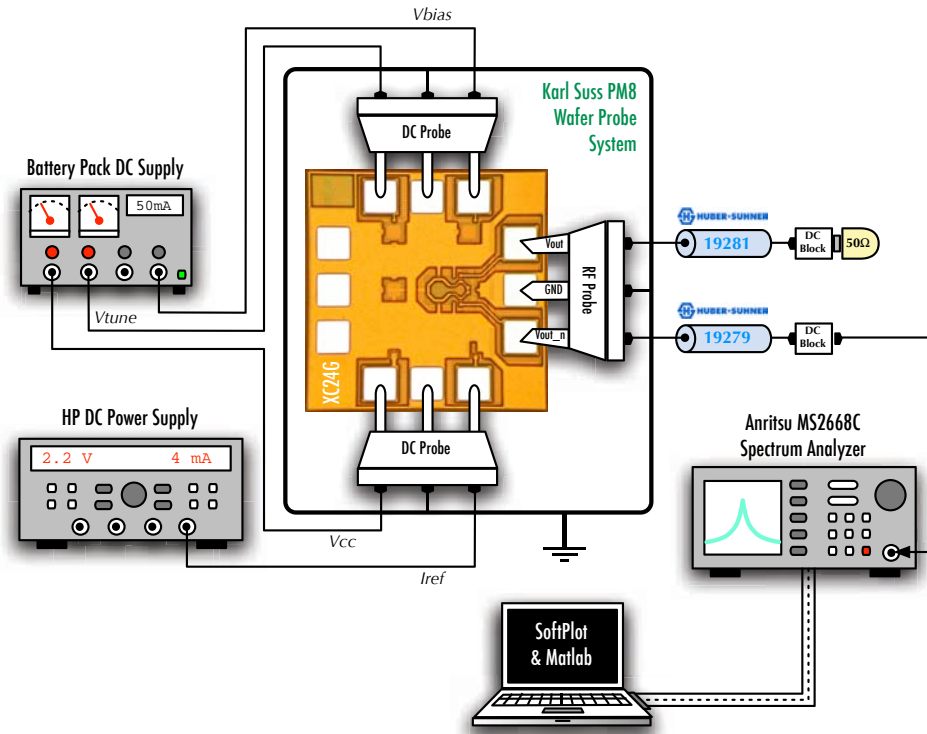 Vbias
Karl Suss PM8
Wafer Probe
System
DC Probe
Battery Pack DC Supply
50mA
Vtune
HUBER+SUHNER
19281
DC
Block
50Ω
Vout
GND
Vout_n
RF Probe
HUBER+SUHNER
19279
DC
Block
XC24G
HP DC Power Supply
2.2 V 4 mA
DC Probe
Anritsu MS2668C
Spectrum Analyzer
Vcc
Iref
SoftPlot
& Matlab